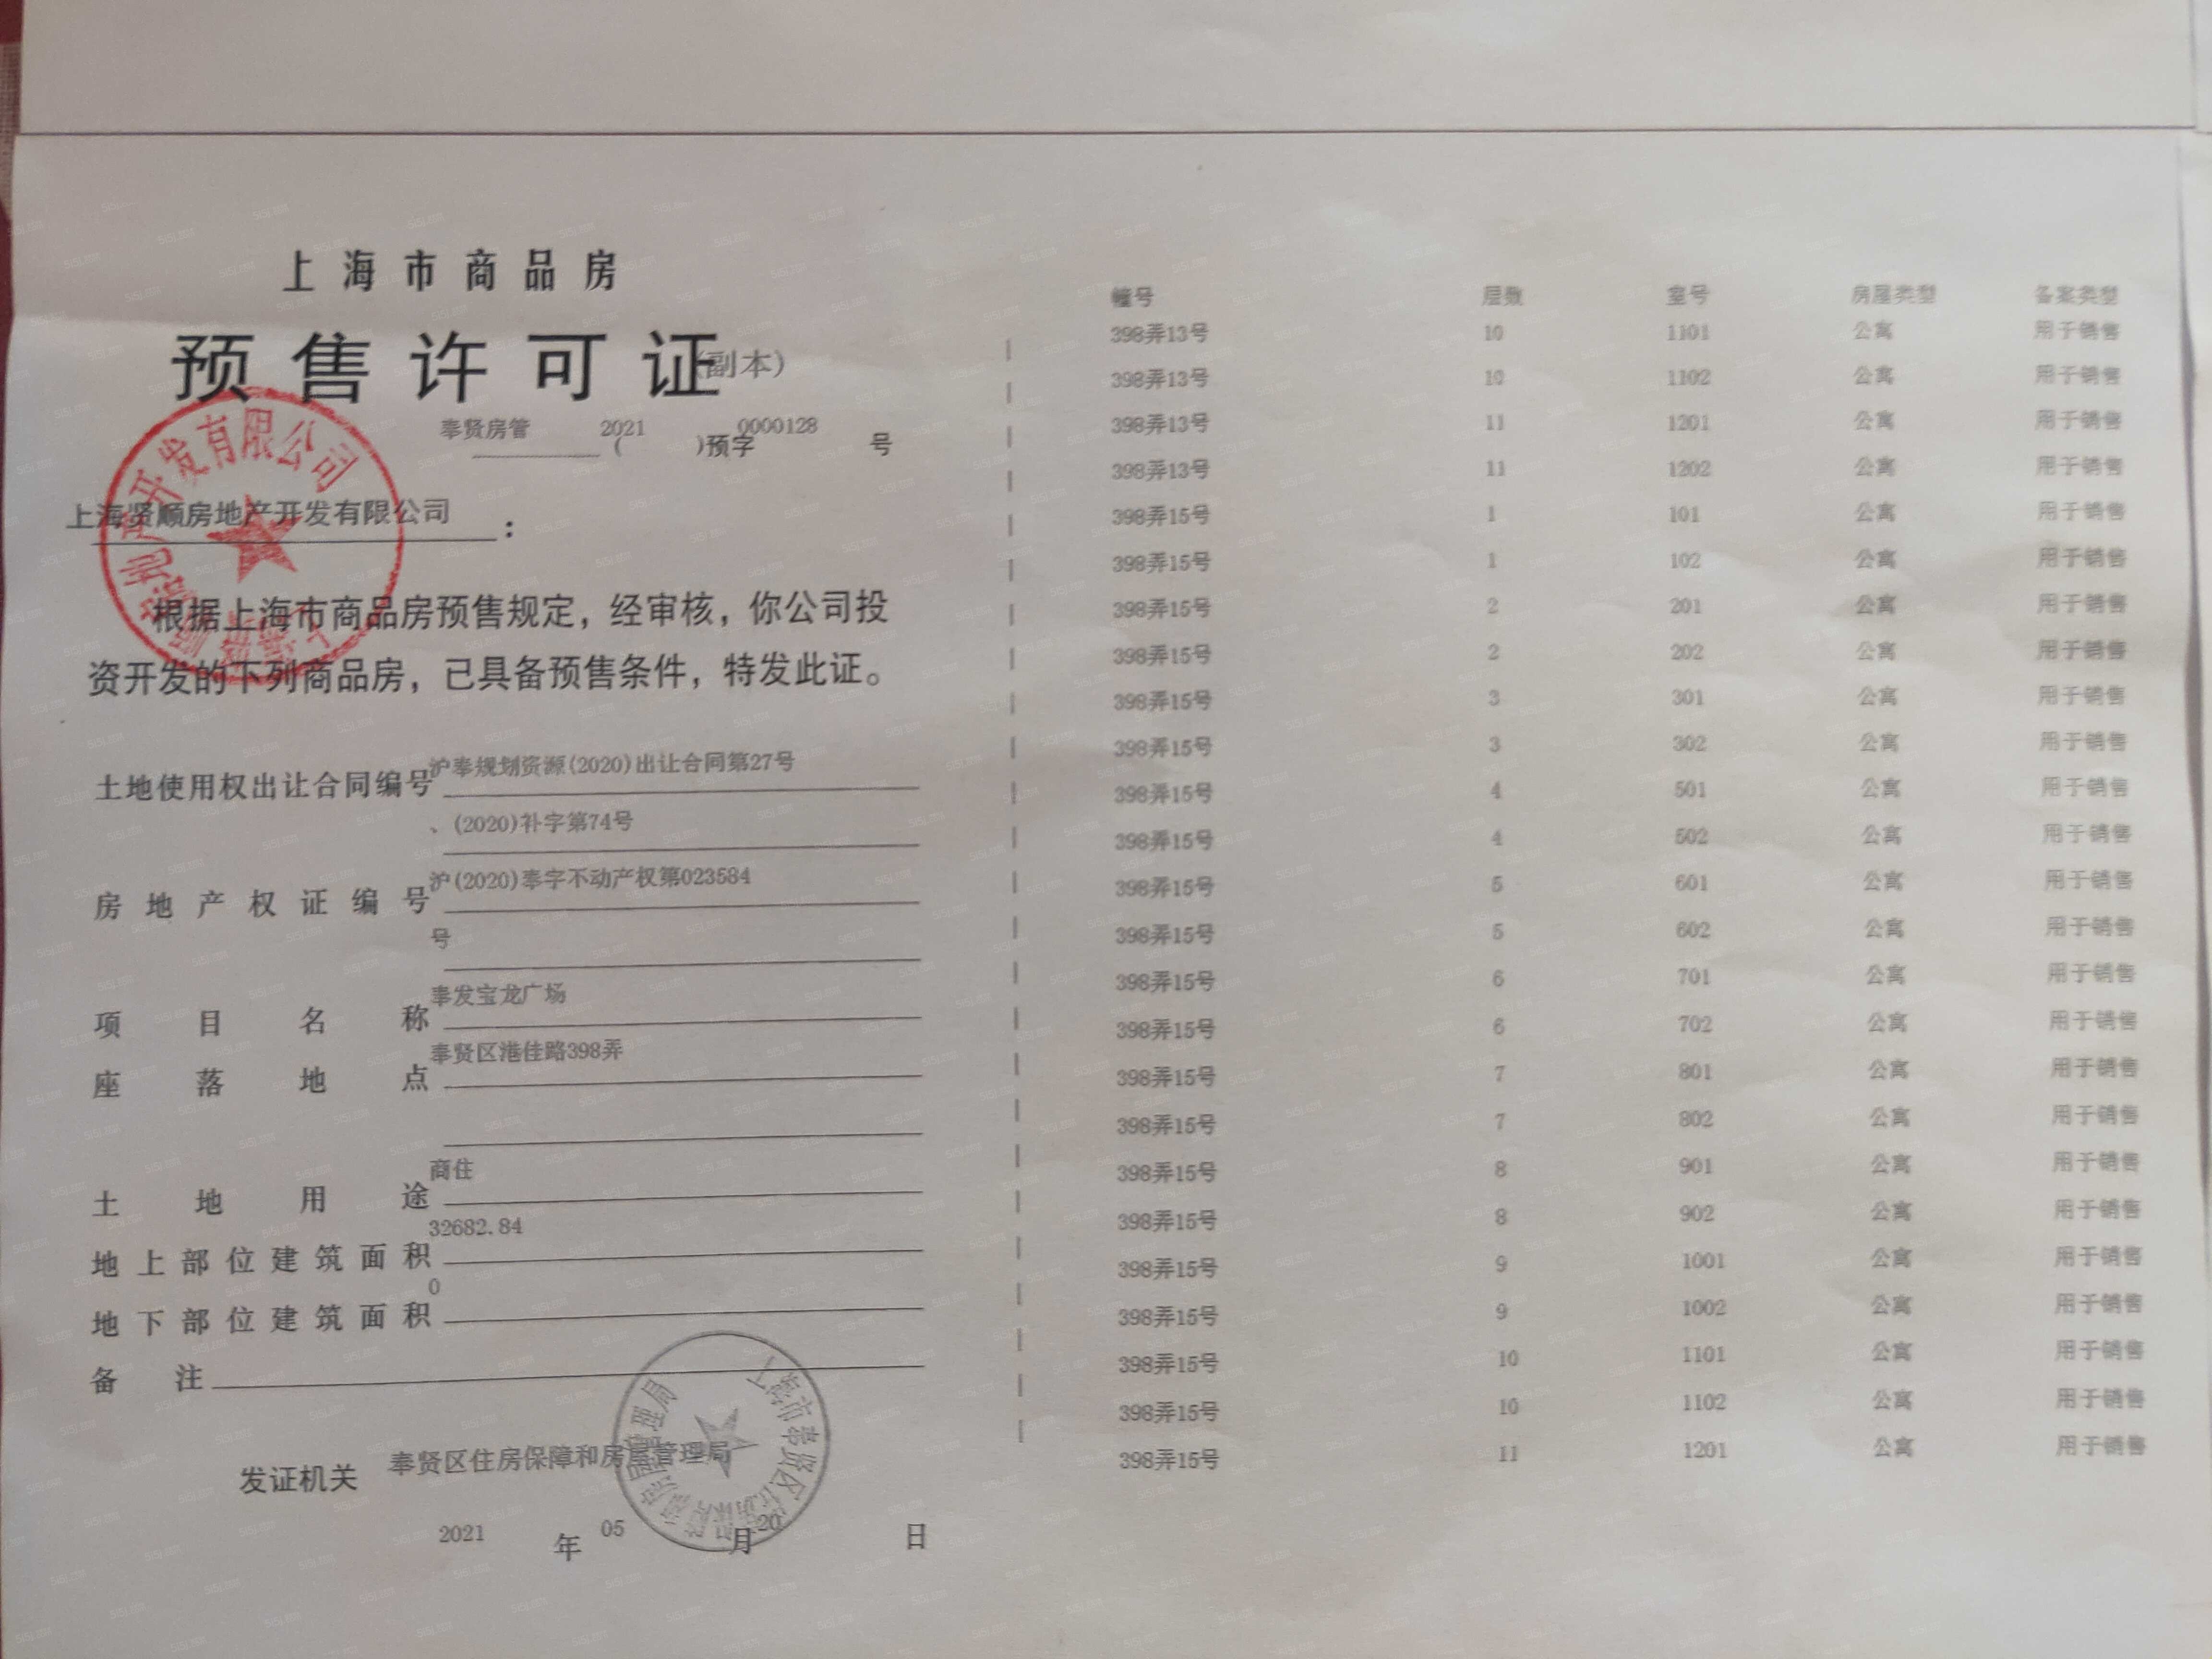 上海市商品房
预售许可证(副本)
奉贤房管(2021)预字0000128号
上海贤顺房地产开发有限公司:
根据上海市商品房预售规定，经审核，你公司投
资开发的下列商品房，已具备预售条件，特发此证。
土地使用权出让合同编号沪奉规划资源(2020)出让合同第27号
、(2020)补字第74号
房地产权证编号沪(2020)奉字不动产权第023584
号
项目名称奉发宝龙广场
座落地点奉贤区港佳路398弄
土地用途商住
地上部位建筑面积32682.84
地下部位建筑面积0
备注
发证机关 奉贤区住房保障和房屋管理局
2021年05月20日
幢号 层数 室号 房屋类型 备案类型
398弄13号 10 1101 公寓 用于销售
398弄13号 10 1102 公寓 用于销售
398弄13号 11 1201 公寓 用于销售
398弄13号 11 1202 公寓 用于销售
398弄15号 1 101 公寓 用于销售
398弄15号 1 102 公寓 用于销售
398弄15号 2 201 公寓 用于销售
398弄15号 2 202 公寓 用于销售
398弄15号 3 301 公寓 用于销售
398弄15号 3 302 公寓 用于销售
398弄15号 4 501 公寓 用于销售
398弄15号 4 502 公寓 用于销售
398弄15号 5 601 公寓 用于销售
398弄15号 5 602 公寓 用于销售
398弄15号 6 701 公寓 用于销售
398弄15号 6 702 公寓 用于销售
398弄15号 7 801 公寓 用于销售
398弄15号 7 802 公寓 用于销售
398弄15号 8 901 公寓 用于销售
398弄15号 8 902 公寓 用于销售
398弄15号 9 1001 公寓 用于销售
398弄15号 9 1002 公寓 用于销售
398弄15号 10 1101 公寓 用于销售
398弄15号 10 1102 公寓 用于销售
398弄15号 11 1201 公寓 用于销售